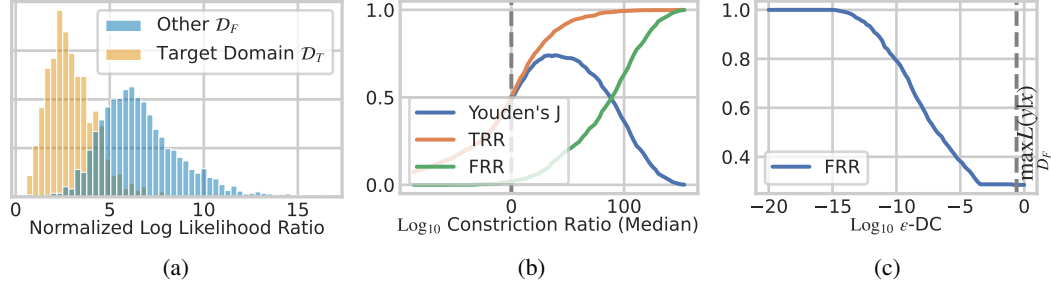 Other 𝒟_F
Target Domain 𝒟_T
0 5 10 15
Normalized Log Likelihood Ratio
(a)
1.0
0.5
0.0
Youden's J
TRR
FRR
0 100
Log₁₀ Constriction Ratio (Median)
(b)
1.0
0.8
0.6
0.4
FRR
max L(y|x)
𝒟_F
−20 −15 −10 −5 0
Log₁₀ ε-DC
(c)